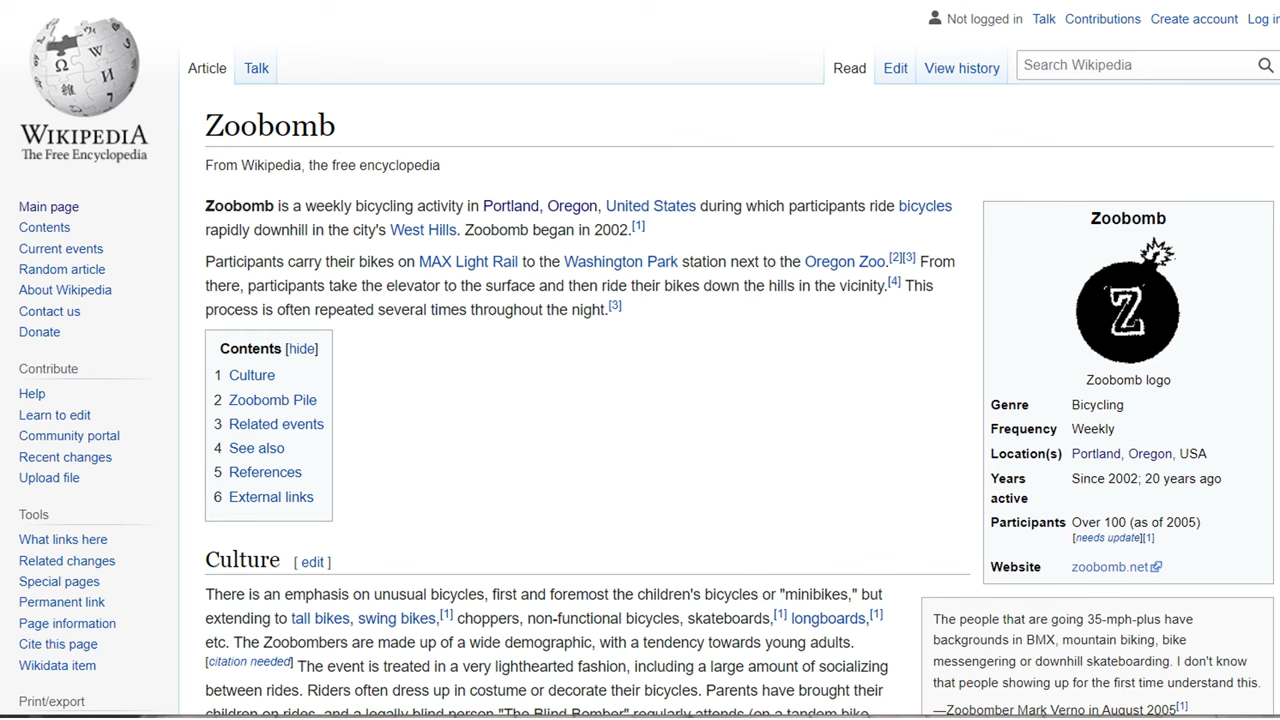 Not logged in Talk Contributions Create account Log in
Article Talk Read Edit View history Search Wikipedia
WIKIPEDIA
The Free Encyclopedia
Main page
Contents
Current events
Random article
About Wikipedia
Contact us
Donate
Contribute
Help
Learn to edit
Community portal
Recent changes
Upload file
Tools
What links here
Related changes
Special pages
Permanent link
Page information
Cite this page
Wikidata item
Print/export
Zoobomb
From Wikipedia, the free encyclopedia
Zoobomb is a weekly bicycling activity in Portland, Oregon, United States during which participants ride bicycles
rapidly downhill in the city's West Hills. Zoobomb began in 2002.[1]
Participants carry their bikes on MAX Light Rail to the Washington Park station next to the Oregon Zoo.[2][3] From
there, participants take the elevator to the surface and then ride their bikes down the hills in the vicinity.[4] This
process is often repeated several times throughout the night.[3]
Contents [hide]
1 Culture
2 Zoobomb Pile
3 Related events
4 See also
5 References
6 External links
Culture [ edit ]
There is an emphasis on unusual bicycles, first and foremost the children's bicycles or "minibikes," but
extending to tall bikes, swing bikes,[1] choppers, non-functional bicycles, skateboards,[1] longboards,[1]
etc. The Zoobombers are made up of a wide demographic, with a tendency towards young adults.
[citation needed] The event is treated in a very lighthearted fashion, including a large amount of socializing
between rides. Riders often dress up in costume or decorate their bicycles. Parents have brought their
children on rides, and a legally blind person "The Blind Bomber" regularly attends (on a tandem bike
Zoobomb
Z
Zoobomb logo
Genre Bicycling
Frequency Weekly
Location(s) Portland, Oregon, USA
Years Since 2002; 20 years ago
active
Participants Over 100 (as of 2005)
[needs update][1]
Website zoobomb.net
The people that are going 35-mph-plus have
backgrounds in BMX, mountain biking, bike
messengering or downhill skateboarding. I don't know
that people showing up for the first time understand this.
—Zoobomber Mark Verno in August 2005[1]